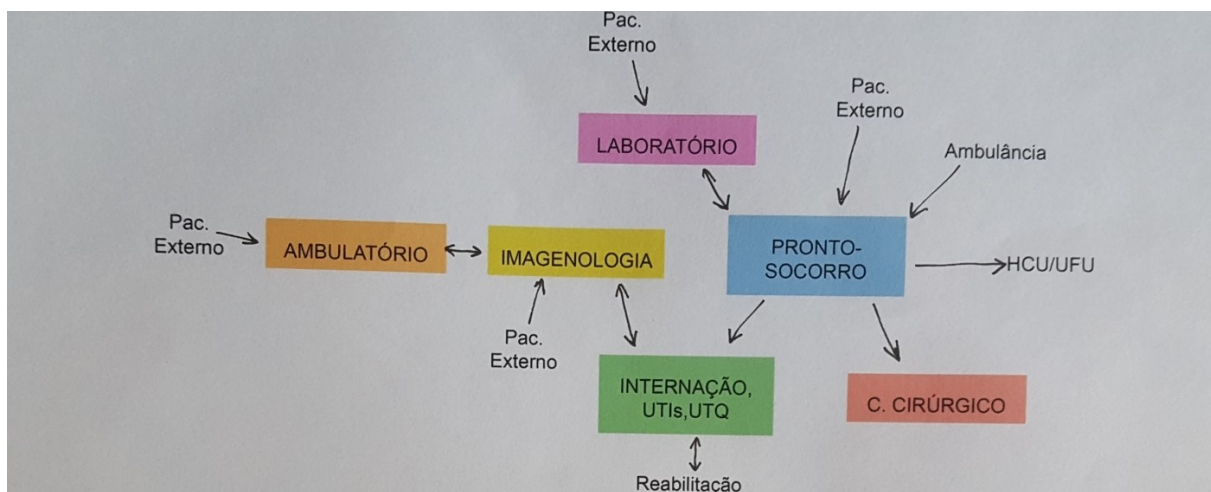 Pac.
Externo
LABORATÓRIO
Pac.
Externo
Ambulância
Pac.
Externo
AMBULATÓRIO
IMAGENOLOGIA
PRONTO-
SOCORRO
HCU/UFU
Pac.
Externo
INTERNAÇÃO,
UTIs,UTQ
C. CIRÚRGICO
Reabilitação